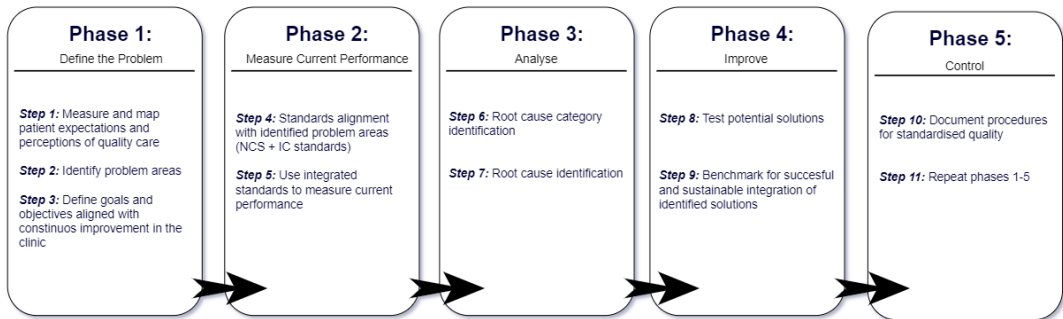 Phase 1:
Define the Problem
Step 1: Measure and map
patient expectations and
perceptions of quality care
Step 2: Identify problem areas
Step 3: Define goals and
objectives aligned with
constinuos improvement in the
clinic
Phase 2:
Measure Current Performance
Step 4: Standards alignment
with identified problem areas
(NCS + IC standards)
Step 5: Use integrated
standards to measure current
performance
Phase 3:
Analyse
Step 6: Root cause category
identification
Step 7: Root cause identification
Phase 4:
Improve
Step 8: Test potential solutions
Step 9: Benchmark for succesful
and sustainable integration of
identified solutions
Phase 5:
Control
Step 10: Document procedures
for standardised quality
Step 11: Repeat phases 1-5